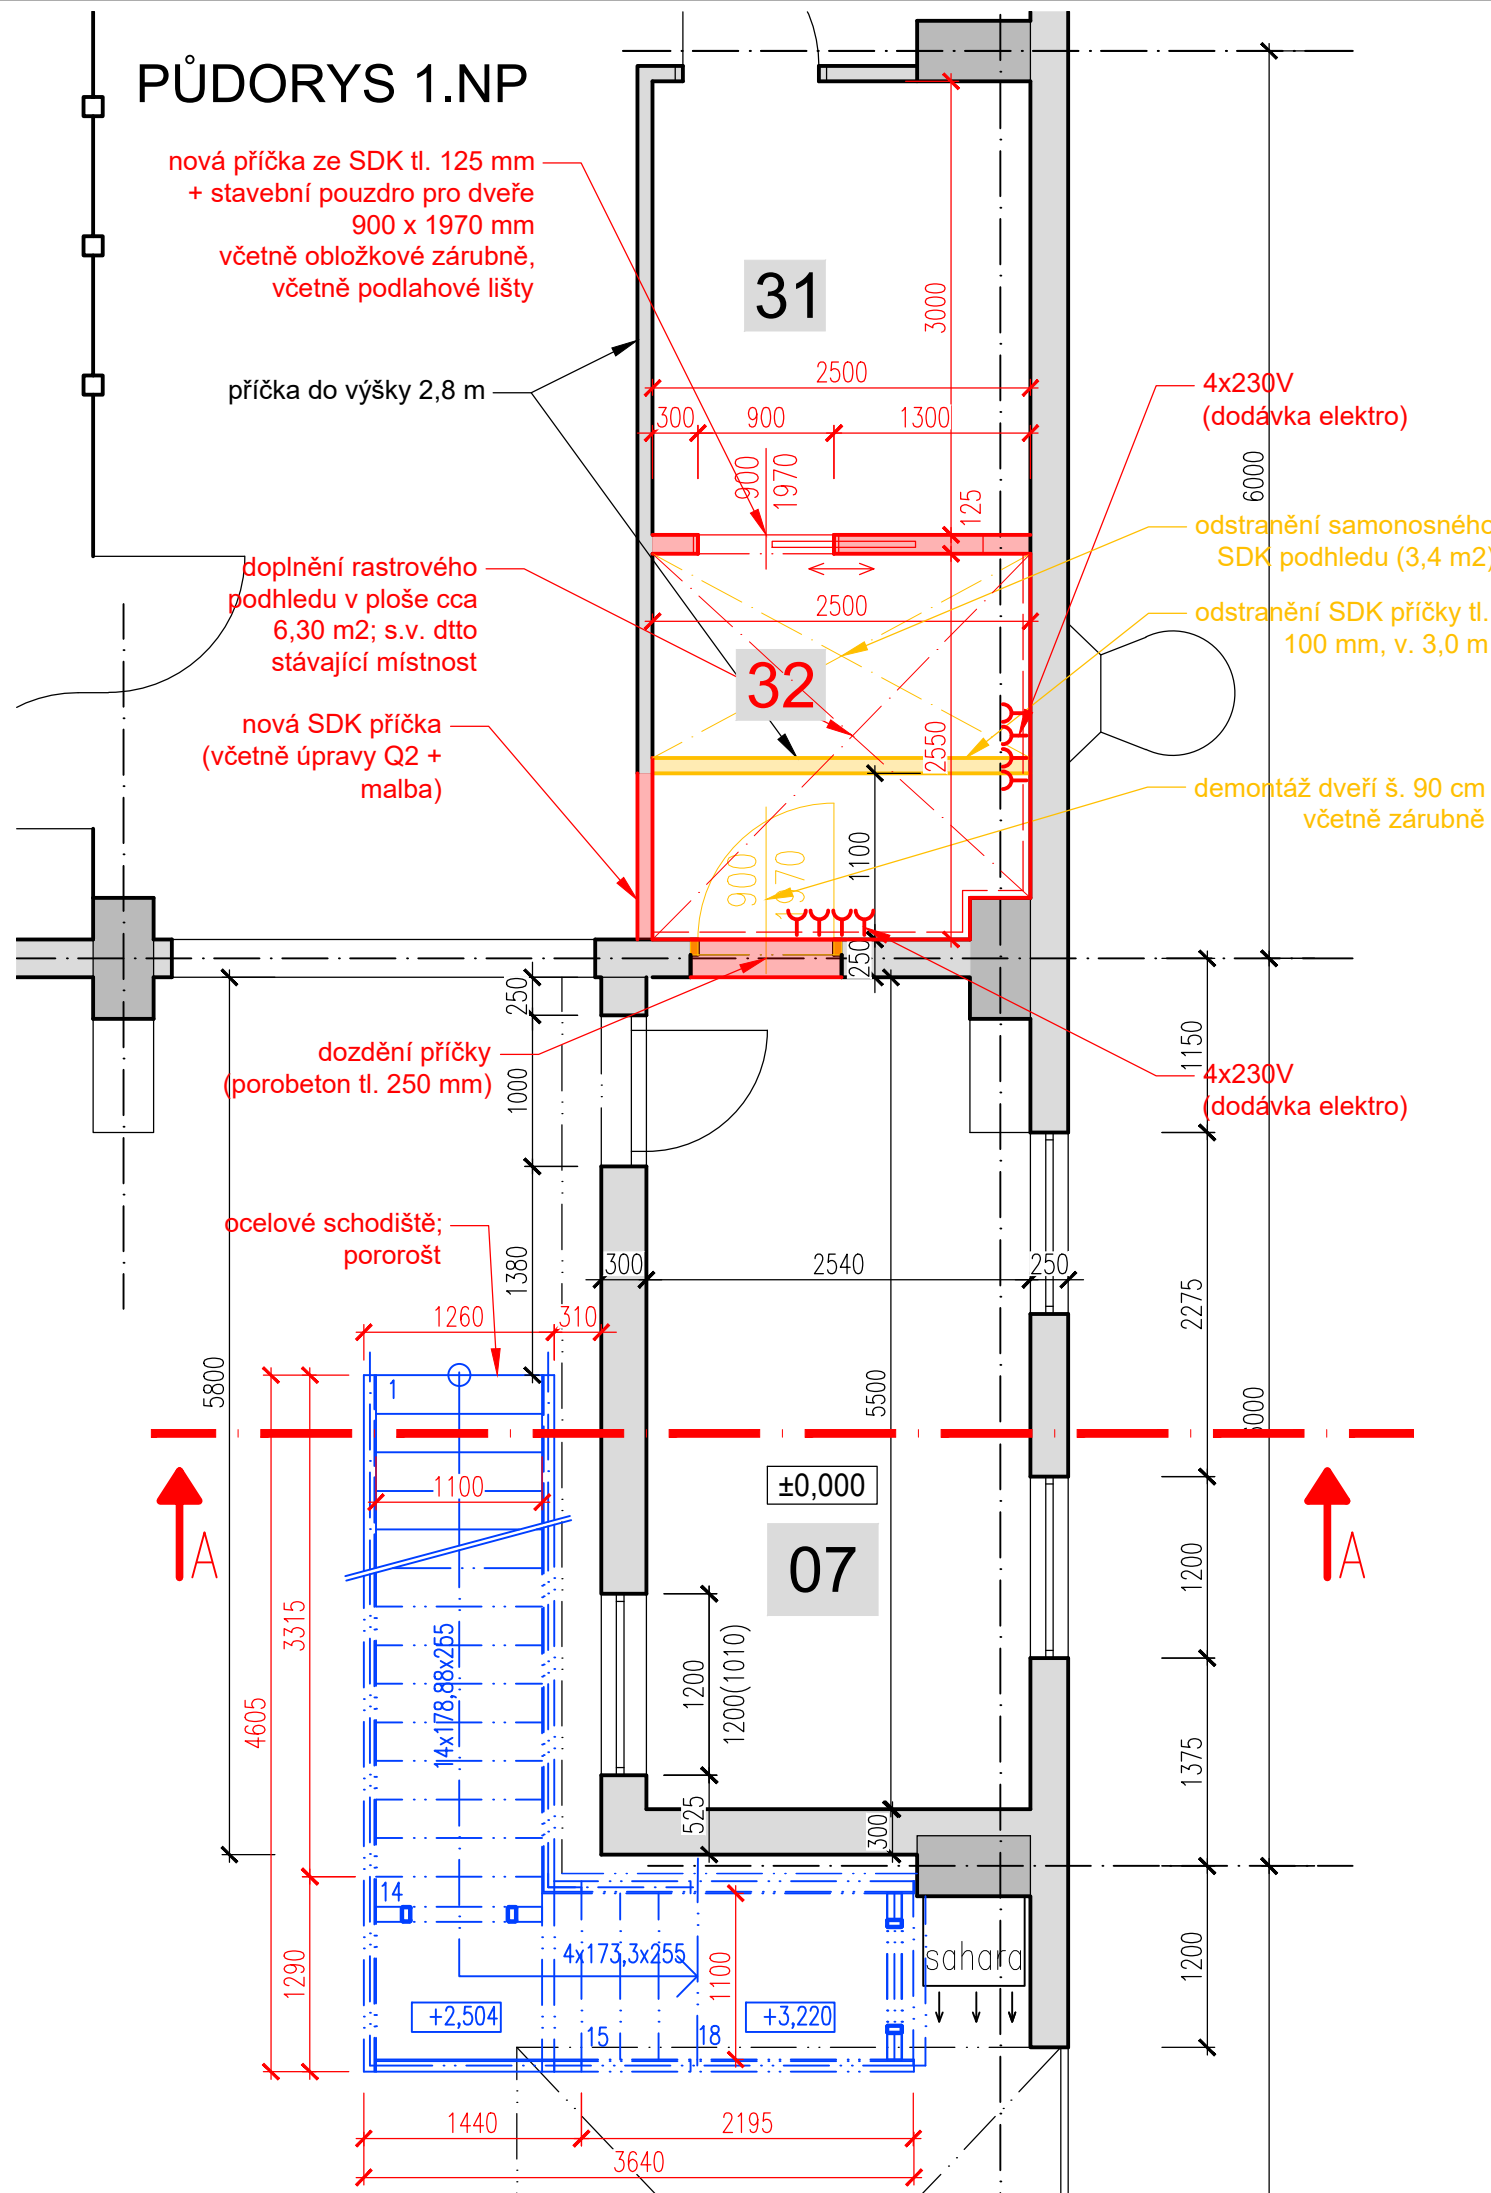 PŮDORYS 1.NP
nová příčka ze SDK tl. 125 mm
+ stavební pouzdro pro dveře
900 x 1970 mm
včetně obložkové zárubně,
včetně podlahové lišty
31
3000
příčka do výšky 2,8 m
2500
4x230V
(dodávka elektro)
300
900
1300
6000
900
1970
125
odstranění samonosného
SDK podhledu (3,4 m2)
doplnění rastrového
podhledu v ploše cca
6,30 m2; s.v. dtto
stávající místnost
2500
odstranění SDK příčky tl.
100 mm, v. 3,0 m
32
nová SDK příčka
(včetně úpravy Q2 +
malba)
2550
demontáž dveří š. 90 cm
včetně zárubně
1100
900
1970
250
250
dozdění příčky
(porobeton tl. 250 mm)
1000
1150
4x230V
(dodávka elektro)
ocelové schodiště;
pororošt
1380
300
2540
250
2275
1260
310
5800
1
5500
1100
±0,000
A
A
07
1200
3315
14x178,88x255
1200
1200(1010)
4605
1375
525
300
14
1290
4x173,3x255
1100
sahara
1200
+2,504
+3,220
15
18
1440
2195
3640